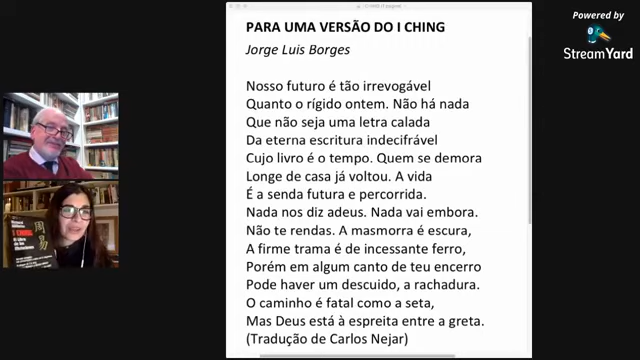 PARA UMA VERSÃO DO I CHING
Jorge Luis Borges
Nosso futuro é tão irrevogável
Quanto o rígido ontem. Não há nada
Que não seja uma letra calada
Da eterna escritura indecifrável
Cujo livro é o tempo. Quem se demora
Longe de casa já voltou. A vida
É a senda futura e percorrida.
Nada nos diz adeus. Nada vai embora.
Não te rendas. A masmorra é escura,
A firme trama é de incessante ferro,
Porém em algum canto de teu encerro
Pode haver um descuido, a rachadura.
O caminho é fatal como a seta,
Mas Deus está à espreita entre a greta.
(Tradução de Carlos Nejar)
Powered by
StreamYard
I CHING
周易